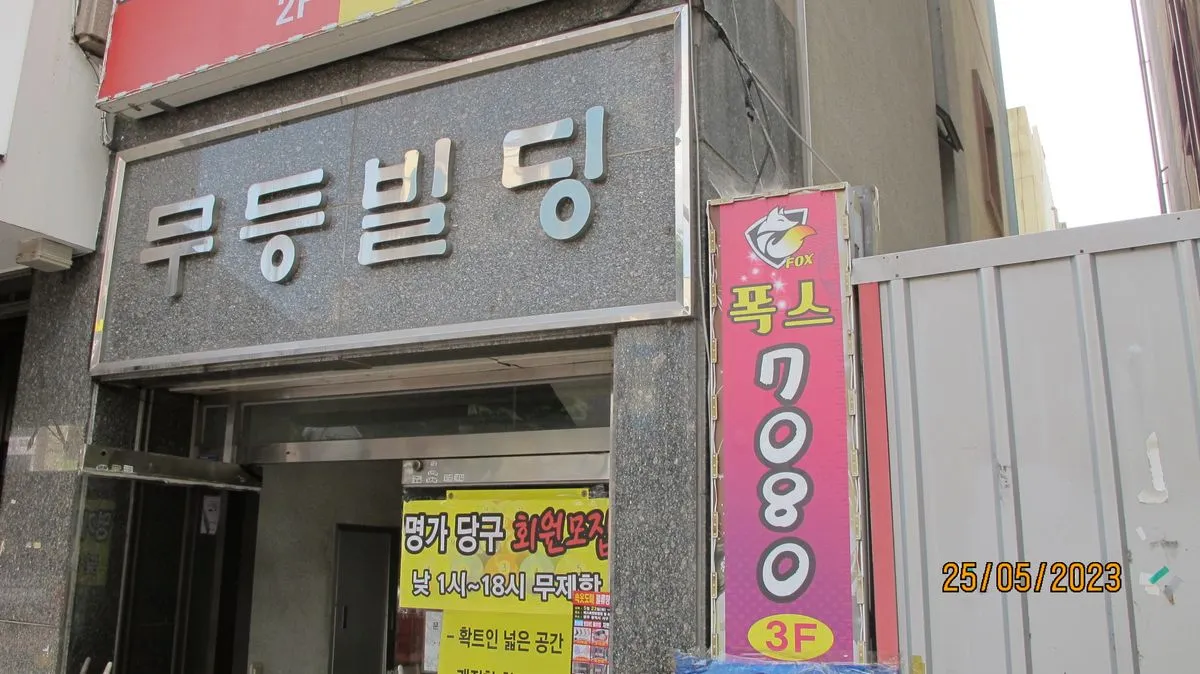 2F
무등빌딩
FOX
폭스
7080
3F
명가 당구 회원모집
낮 1시~18시 무제한
- 확트인 넓은 공간
25/05/2023